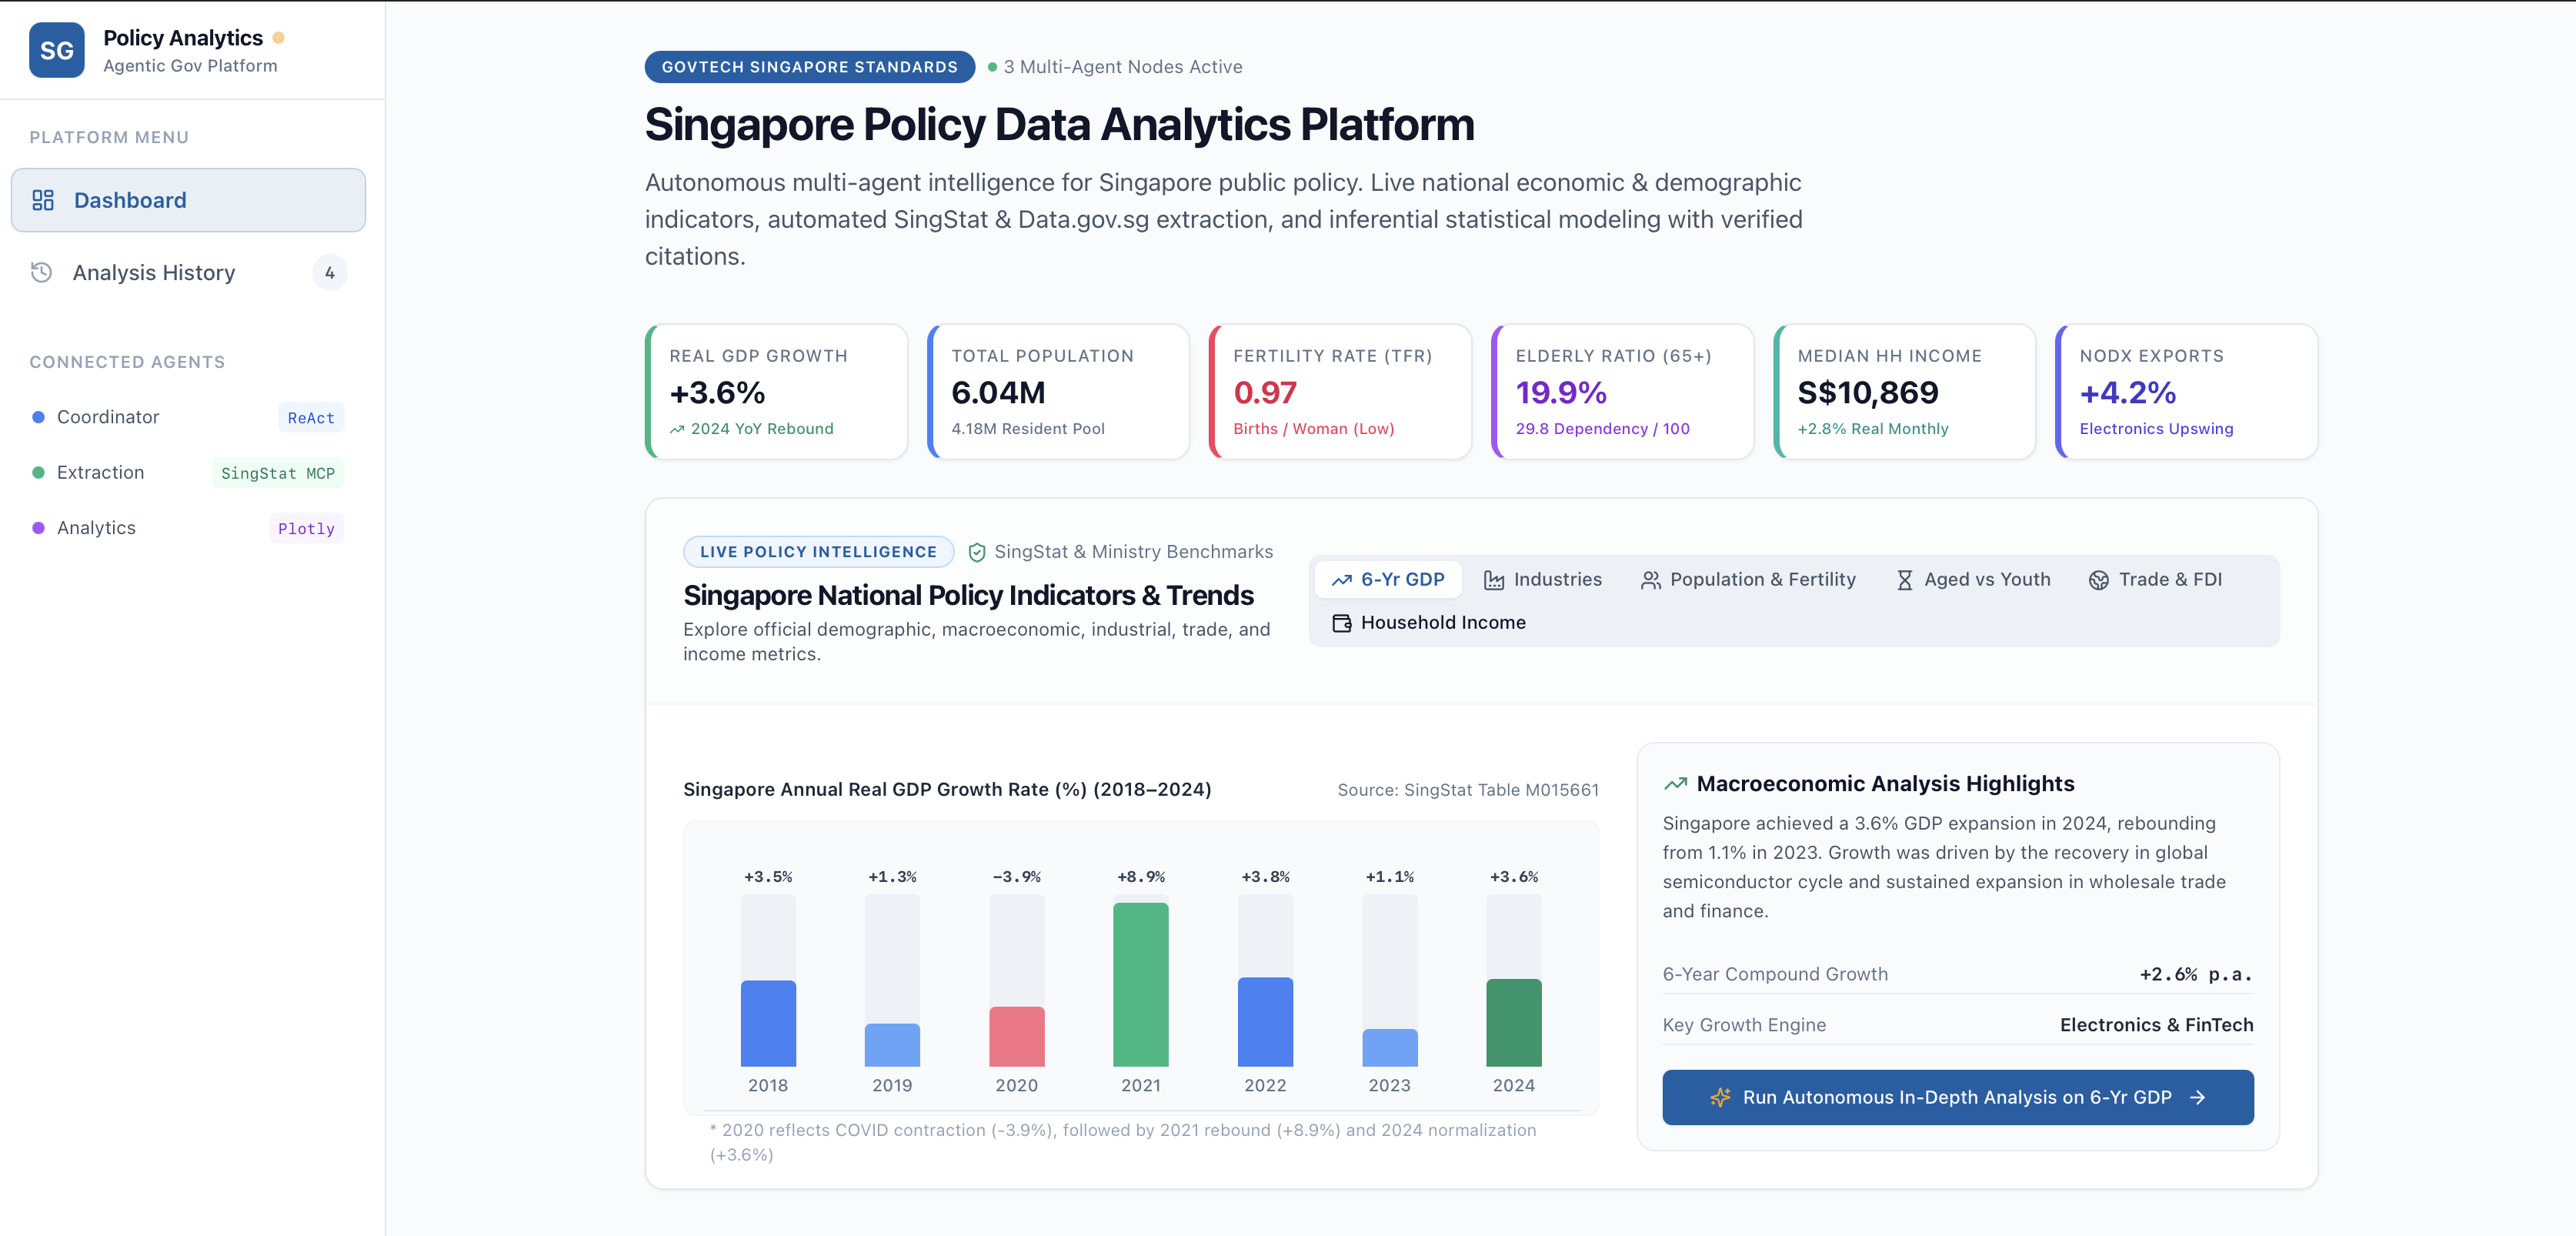 SG
Policy Analytics
Agentic Gov Platform
PLATFORM MENU
Dashboard
Analysis History 4
CONNECTED AGENTS
Coordinator ReAct
Extraction SingStat MCP
Analytics Plotly
GOVTECH SINGAPORE STANDARDS 3 Multi-Agent Nodes Active
Singapore Policy Data Analytics Platform
Autonomous multi-agent intelligence for Singapore public policy. Live national economic & demographic
indicators, automated SingStat & Data.gov.sg extraction, and inferential statistical modeling with verified
citations.
REAL GDP GROWTH
+3.6%
2024 YoY Rebound
TOTAL POPULATION
6.04M
4.18M Resident Pool
FERTILITY RATE (TFR)
0.97
Births / Woman (Low)
ELDERLY RATIO (65+)
19.9%
29.8 Dependency / 100
MEDIAN HH INCOME
S$10,869
+2.8% Real Monthly
NODX EXPORTS
+4.2%
Electronics Upswing
LIVE POLICY INTELLIGENCE SingStat & Ministry Benchmarks
Singapore National Policy Indicators & Trends
Explore official demographic, macroeconomic, industrial, trade, and
income metrics.
6-Yr GDP Industries Population & Fertility Aged vs Youth Trade & FDI
Household Income
Singapore Annual Real GDP Growth Rate (%) (2018–2024) Source: SingStat Table M015661
+3.5% +1.3% −3.9% +8.9% +3.8% +1.1% +3.6%
2018 2019 2020 2021 2022 2023 2024
* 2020 reflects COVID contraction (-3.9%), followed by 2021 rebound (+8.9%) and 2024 normalization
(+3.6%)
Macroeconomic Analysis Highlights
Singapore achieved a 3.6% GDP expansion in 2024, rebounding
from 1.1% in 2023. Growth was driven by the recovery in global
semiconductor cycle and sustained expansion in wholesale trade
and finance.
6-Year Compound Growth +2.6% p.a.
Key Growth Engine Electronics & FinTech
Run Autonomous In-Depth Analysis on 6-Yr GDP →